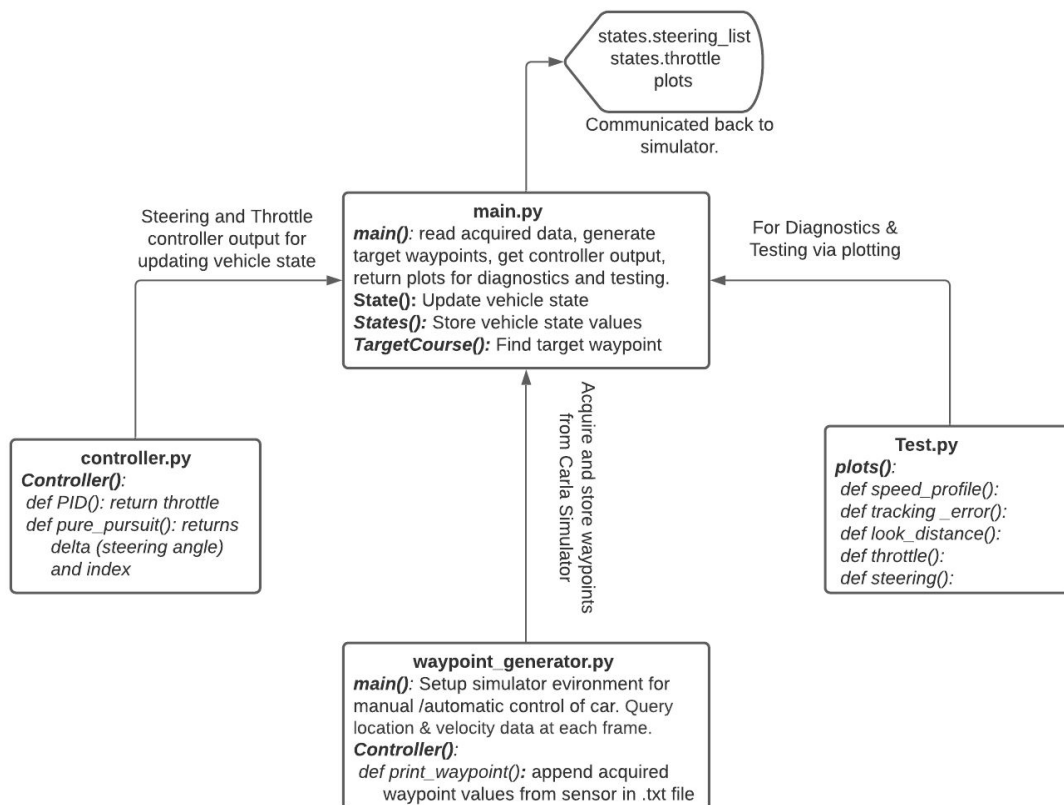 states.steering_list
states.throttle
plots
Communicated back to
simulator.
Steering and Throttle
controller output for
updating vehicle state
main.py
main(): read acquired data, generate
target waypoints, get controller output,
return plots for diagnostics and testing.
State(): Update vehicle state
States(): Store vehicle state values
TargetCourse(): Find target waypoint
For Diagnostics &
Testing via plotting
Acquire and store waypoints
from Carla Simulator
controller.py
Controller():
def PID(): return throttle
def pure_pursuit(): returns
delta (steering angle)
and index
Test.py
plots():
def speed_profile():
def tracking _error():
def look_distance():
def throttle():
def steering():
waypoint_generator.py
main(): Setup simulator evironment for
manual /automatic control of car. Query
location & velocity data at each frame.
Controller():
def print_waypoint(): append acquired
waypoint values from sensor in .txt file